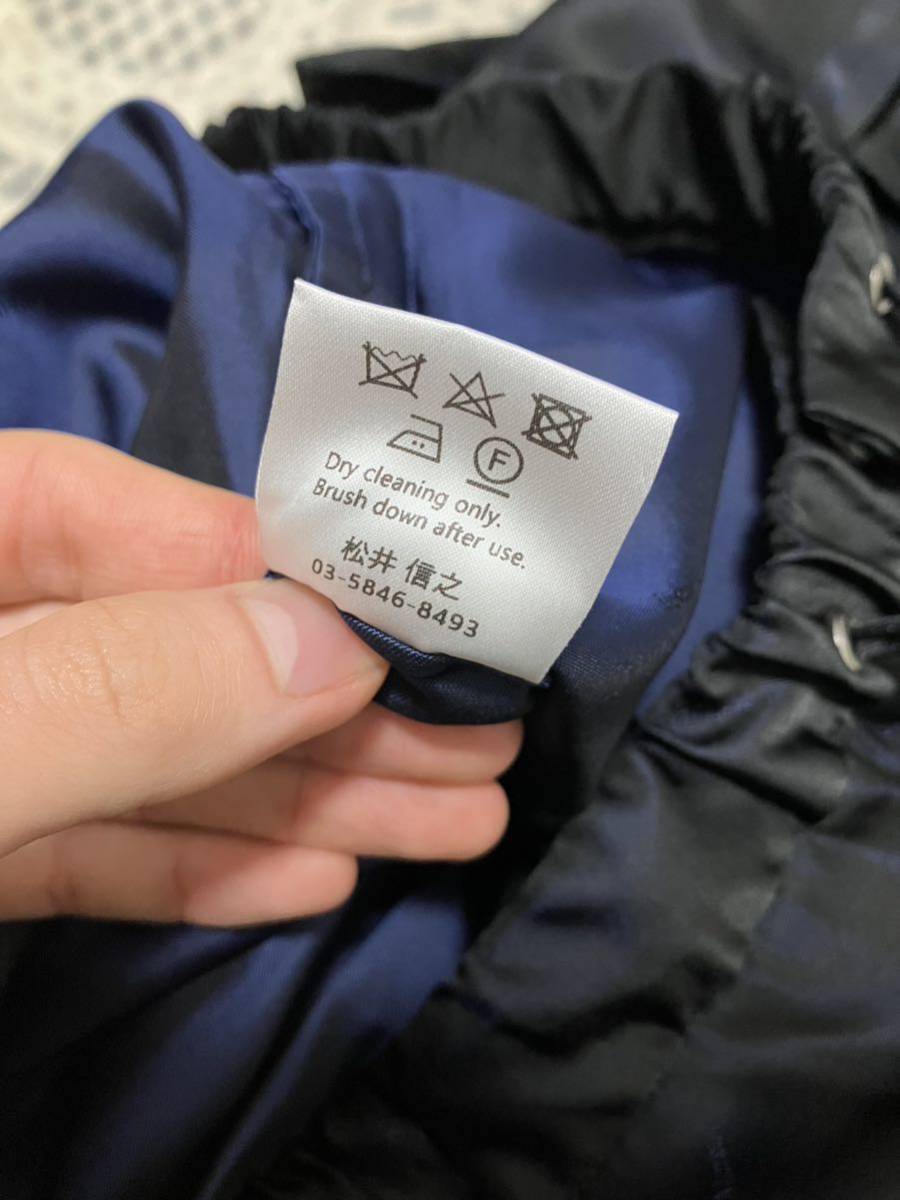 F
Dry cleaning only.
Brush down after use.
松井 信之
03-5846-8493